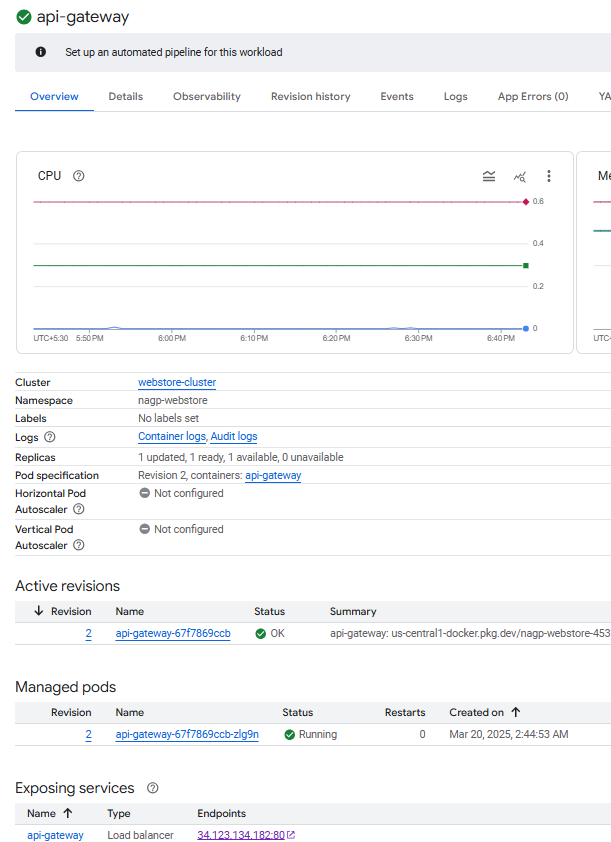 api-gateway
Set up an automated pipeline for this workload
Overview Details Observability Revision history Events Logs App Errors (0) YA
CPU Me
0.6
0.4
0.2
0
UTC+5:30 5:50 PM 6:00 PM 6:10 PM 6:20 PM 6:30 PM 6:40 PM UTC-
Cluster webstore-cluster
Namespace nagp-webstore
Labels No labels set
Logs Container logs, Audit logs
Replicas 1 updated, 1 ready, 1 available, 0 unavailable
Pod specification Revision 2, containers: api-gateway
Horizontal Pod Not configured
Autoscaler
Vertical Pod Not configured
Autoscaler
Active revisions
Revision Name Status Summary
2 api-gateway-67f7869ccb OK api-gateway: us-central1-docker.pkg.dev/nagp-webstore-453
Managed pods
Revision Name Status Restarts Created on
2 api-gateway-67f7869ccb-zlg9n Running 0 Mar 20, 2025, 2:44:53 AM
Exposing services
Name Type Endpoints
api-gateway Load balancer 34.123.134.182:80